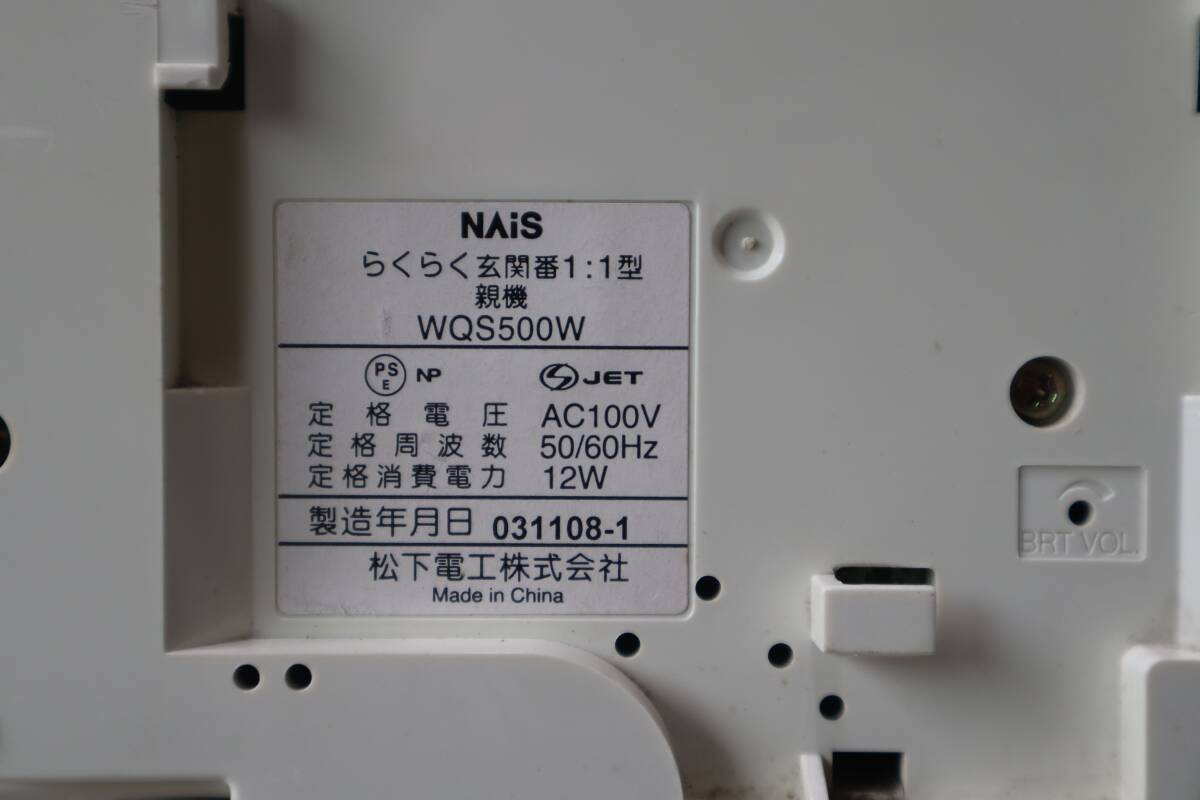 NAiS
らくらく玄関番1:1型
親機
WQS500W
PS E NP JET
定格電圧 AC100V
定格周波数 50/60Hz
定格消費電力 12W
製造年月日 031108-1
松下電工株式会社
Made in China
BRT VOL.